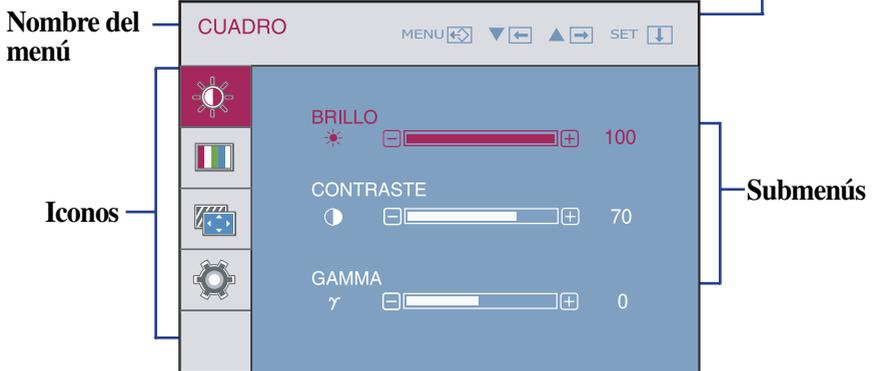 Nombre del
menú
CUADRO
MENU
SET
BRILLO
100
CONTRASTE
70
Submenús
Iconos
GAMMA
γ
0